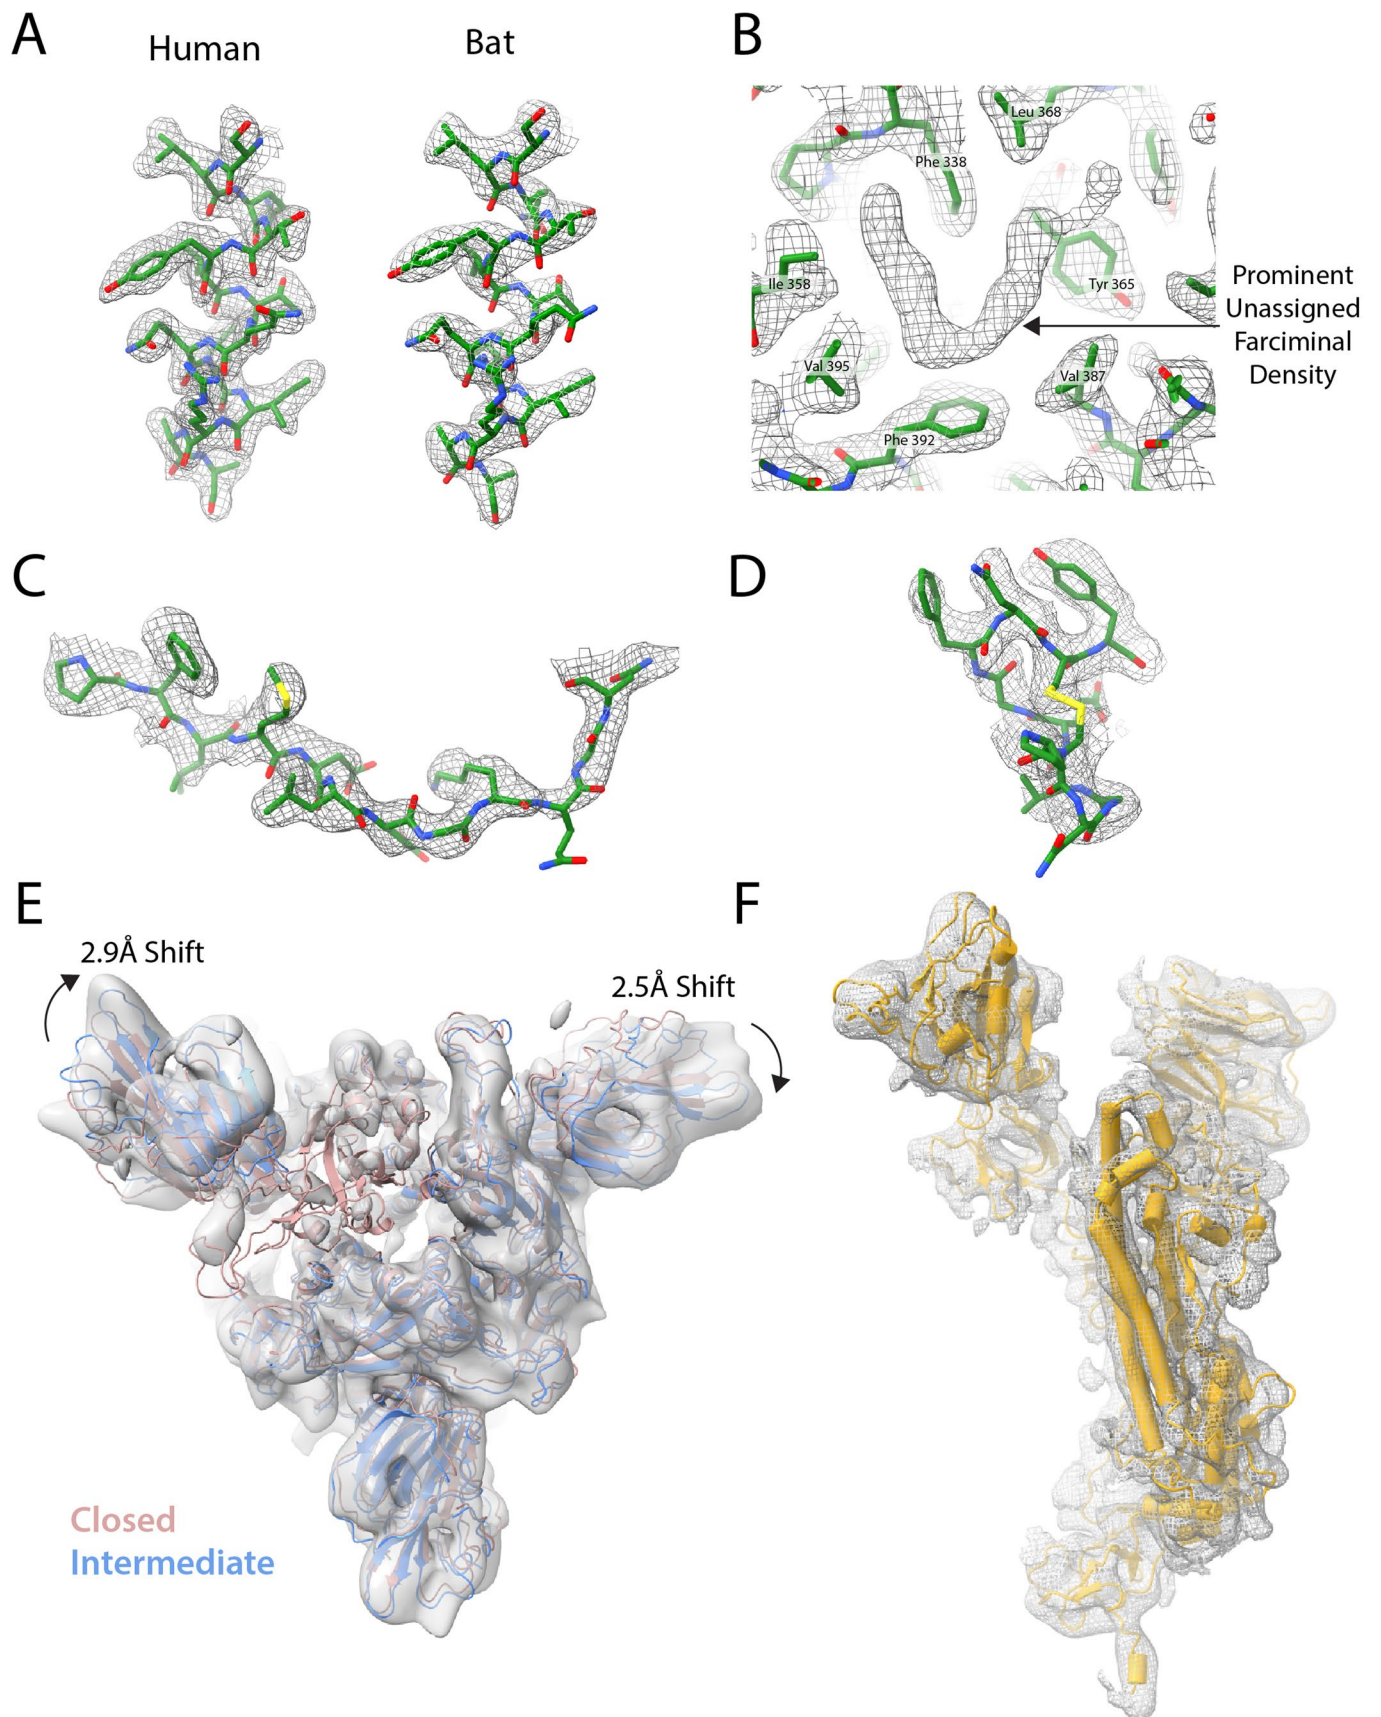 A
Human
Bat
B
Leu 368
Phe 338
Ile 358
Tyr 365
Val 395
Val 387
Phe 392
Prominent
Unassigned
Farciminal
Density
C
D
E
2.9Å Shift
2.5Å Shift
Closed
Intermediate
F